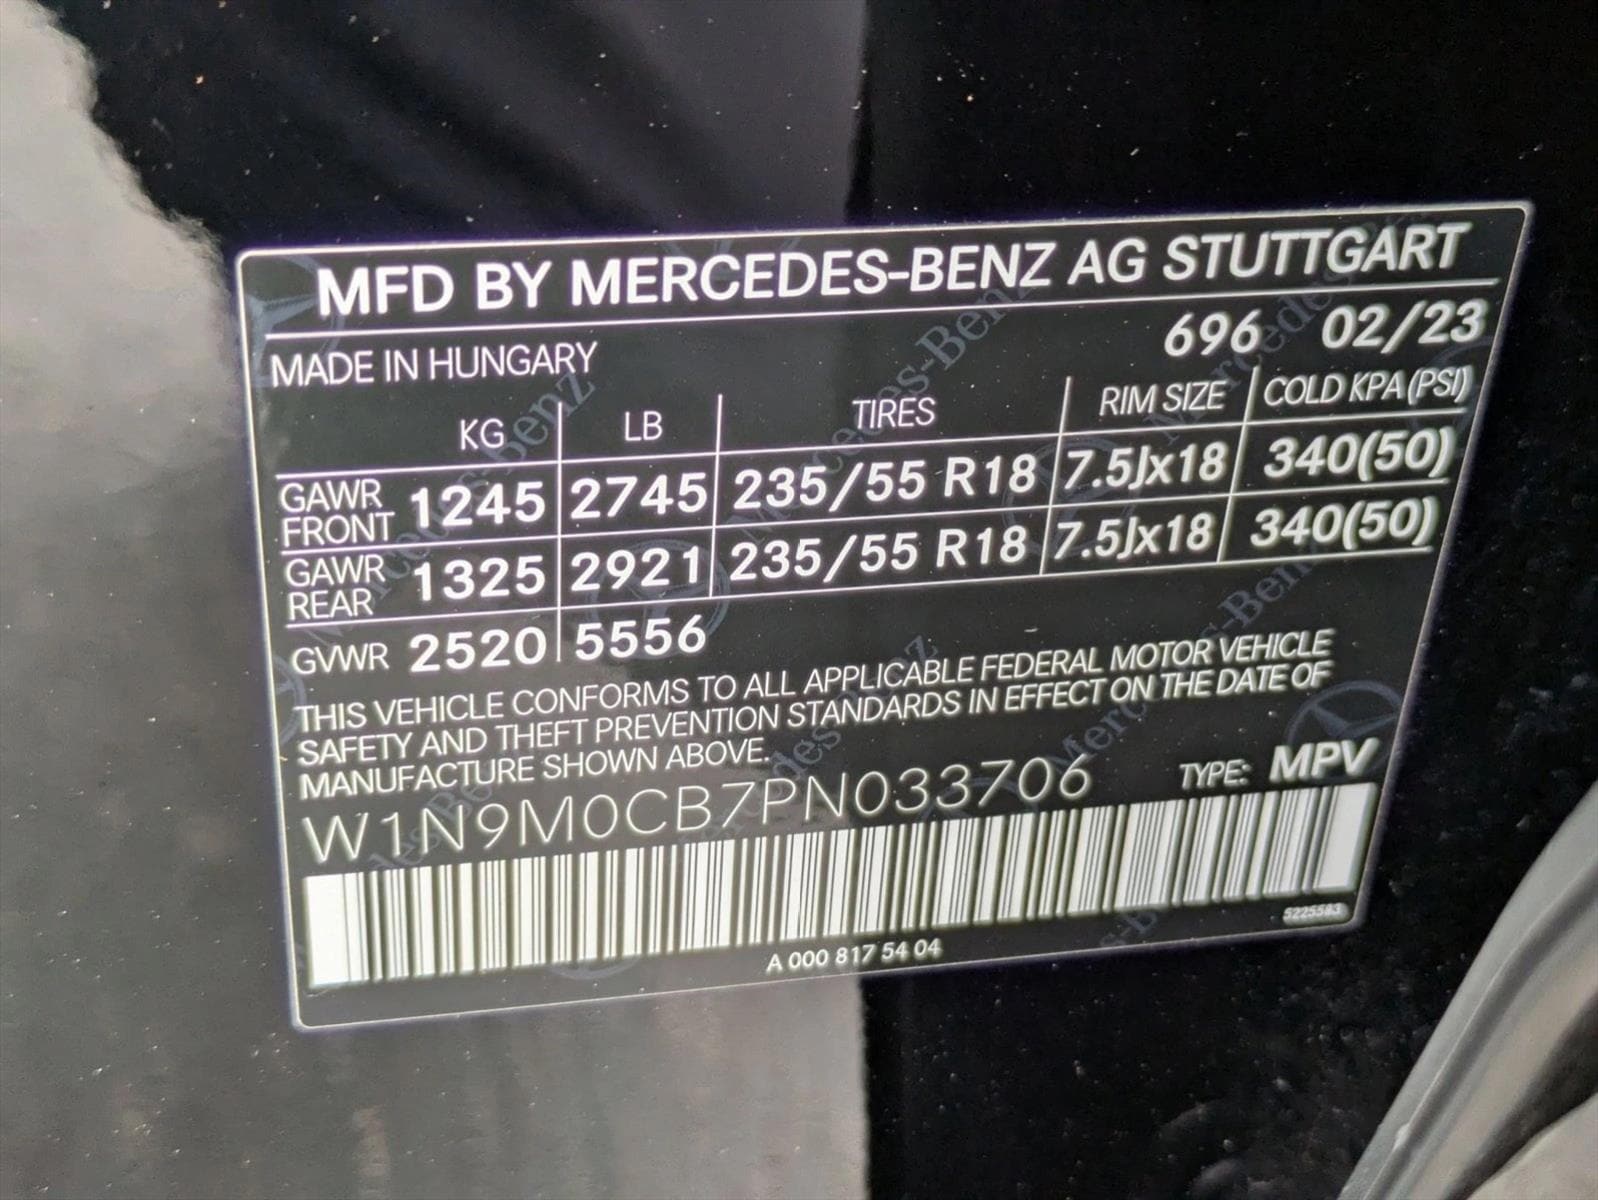 MFD BY MERCEDES-BENZ AG STUTTGART
MADE IN HUNGARY 696 02/23
KG LB TIRES RIM SIZE COLD KPA(PSI)
GAWR FRONT 1245 2745 235/55 R18 7.5Jx18 340(50)
GAWR REAR 1325 2921 235/55 R18 7.5Jx18 340(50)
GVWR 2520 5556
THIS VEHICLE CONFORMS TO ALL APPLICABLE FEDERAL MOTOR VEHICLE
SAFETY AND THEFT PREVENTION STANDARDS IN EFFECT ON THE DATE OF
MANUFACTURE SHOWN ABOVE.
W1N9M0CB7PN033706 TYPE: MPV
5225583
A 000 817 54 04